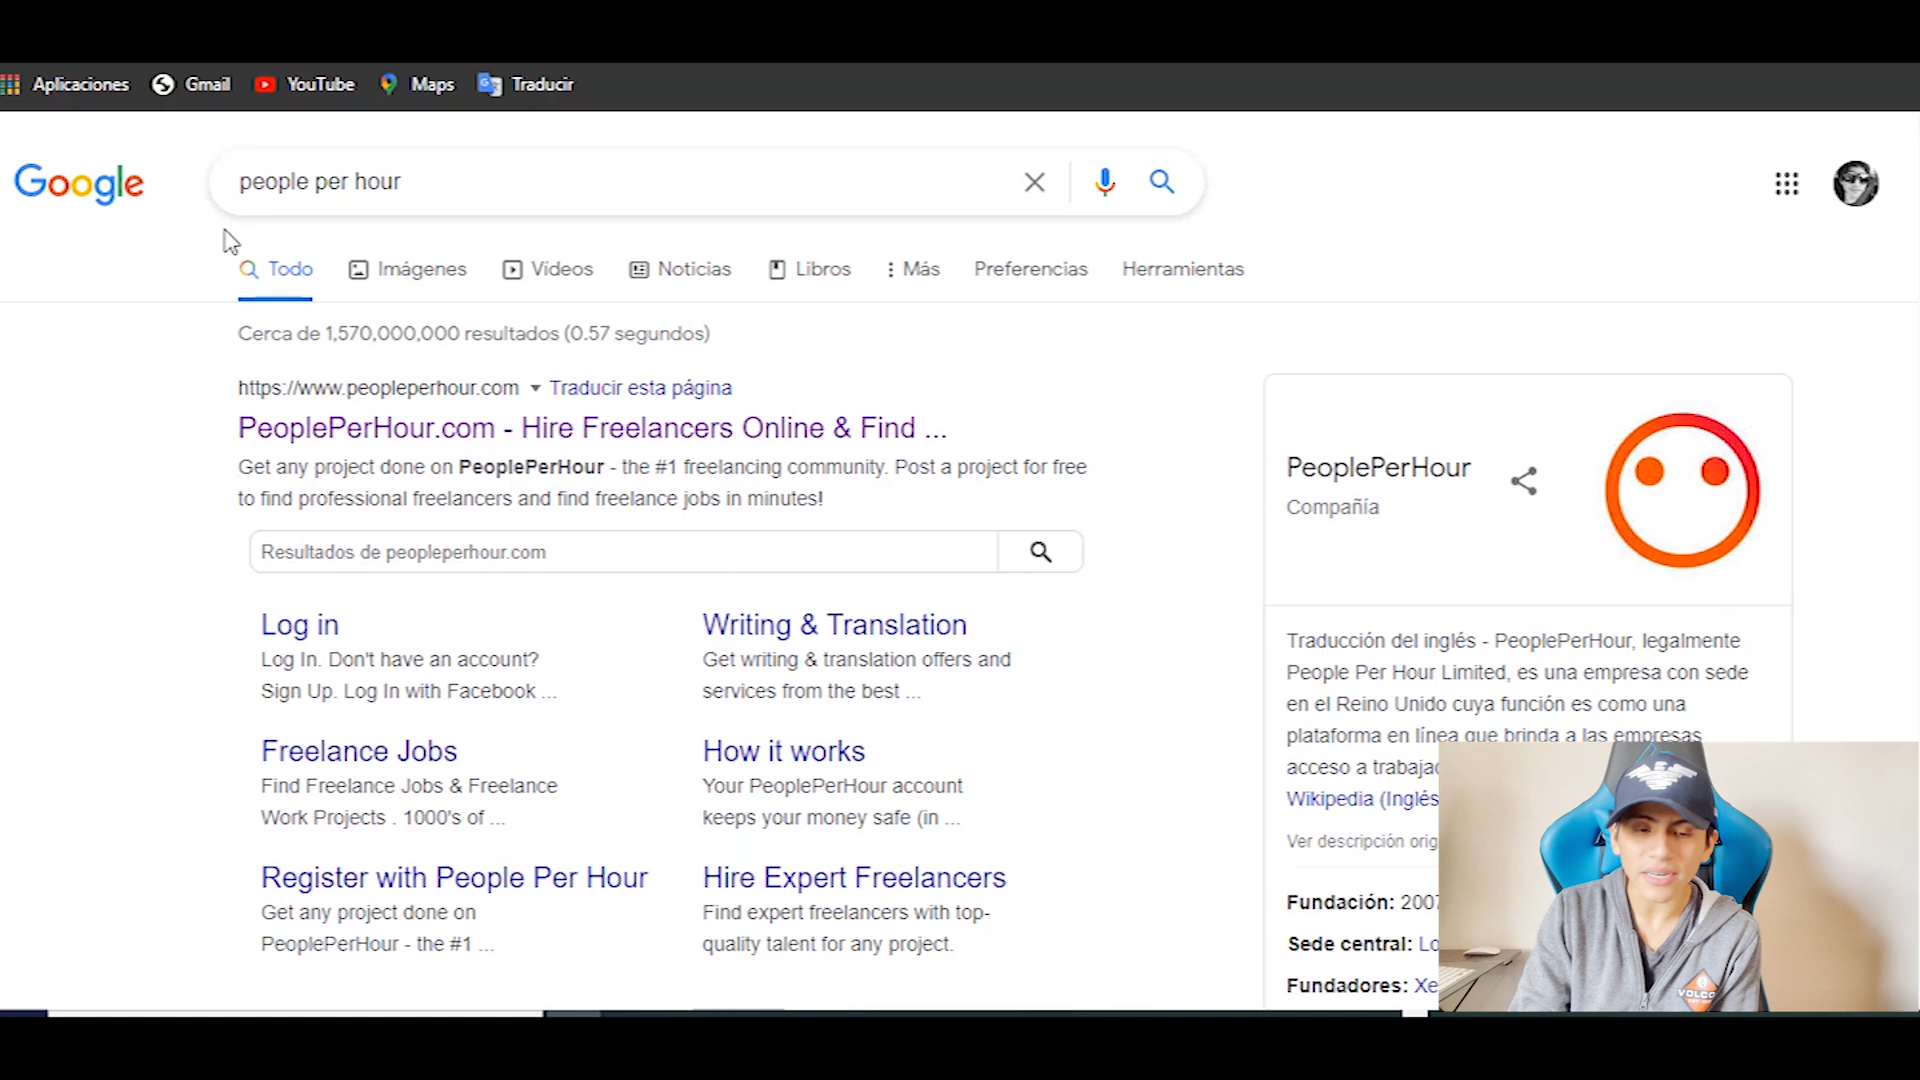 Aplicaciones Gmail YouTube Maps Traducir
Google people per hour
Todo Imágenes Vídeos Noticias Libros Más Preferencias Herramientas
Cerca de 1,570,000,000 resultados (0.57 segundos)
https://www.peopleperhour.com Traducir esta página
PeoplePerHour.com - Hire Freelancers Online & Find ...
Get any project done on PeoplePerHour - the #1 freelancing community. Post a project for free
to find professional freelancers and find freelance jobs in minutes!
Resultados de peopleperhour.com
Log in
Log In. Don't have an account?
Sign Up. Log In with Facebook ...
Writing & Translation
Get writing & translation offers and
services from the best ...
Freelance Jobs
Find Freelance Jobs & Freelance
Work Projects . 1000's of ...
How it works
Your PeoplePerHour account
keeps your money safe (in ...
Register with People Per Hour
Get any project done on
PeoplePerHour - the #1 ...
Hire Expert Freelancers
Find expert freelancers with top-
quality talent for any project.
PeoplePerHour
Compañía
Traducción del inglés - PeoplePerHour, legalmente
People Per Hour Limited, es una empresa con sede
en el Reino Unido cuya función es como una
plataforma en línea que brinda a las empresas
acceso a trabajad
Wikipedia (Inglés
Ver descripción orig
Fundación: 2007
Sede central: Lo
Fundadores: Xe
VOLCO